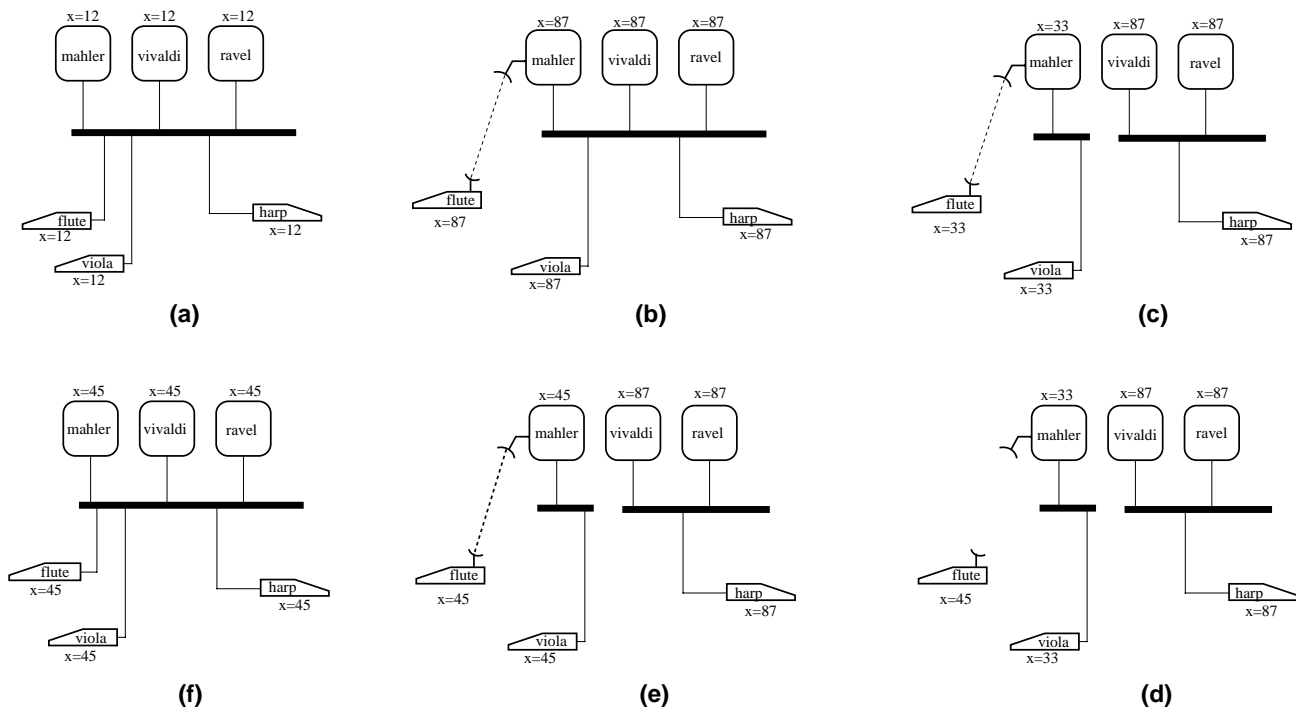 x=12 x=12 x=12
mahler vivaldi ravel
flute
x=12
harp
x=12
viola
x=12
(a)
x=87 x=87 x=87
mahler vivaldi ravel
flute
x=87
harp
x=87
viola
x=87
(b)
x=33 x=87 x=87
mahler vivaldi ravel
flute
x=33
harp
x=87
viola
x=33
(c)
x=45 x=45 x=45
mahler vivaldi ravel
flute
x=45
harp
x=45
viola
x=45
(f)
x=45 x=87 x=87
mahler vivaldi ravel
flute
x=45
harp
x=87
viola
x=45
(e)
x=33 x=87 x=87
mahler vivaldi ravel
flute
x=45
harp
x=87
viola
x=33
(d)